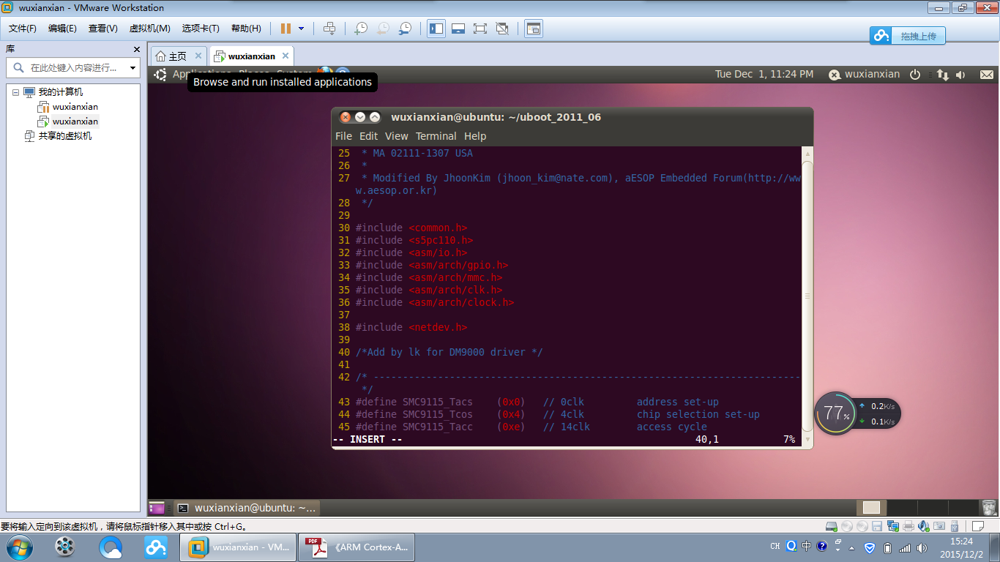 wuxianxian - VMware Workstation
文件(F) 编辑(E) 查看(V) 虚拟机(M) 选项卡(T) 帮助(H)
拖拽上传
库
主页
wuxianxian
在此处键入内容进行...
我的计算机
wuxianxian
wuxianxian
共享的虚拟机
Applications Places System
Tue Dec 1, 11:24 PM
wuxianxian
Browse and run installed applications
wuxianxian@ubuntu: ~/uboot_2011_06
File Edit View Terminal Help
25 * MA 02111-1307 USA
26 *
27 * Modified By JhoonKim (jhoon_kim@nate.com), aESOP Embedded Forum(http://ww
w.aesop.or.kr)
28 */
29
30 #include <common.h>
31 #include <s5pc110.h>
32 #include <asm/io.h>
33 #include <asm/arch/gpio.h>
34 #include <asm/arch/mmc.h>
35 #include <asm/arch/clk.h>
36 #include <asm/arch/clock.h>
37
38 #include <netdev.h>
39
40 /*Add by lk for DM9000 driver */
41
42 /* -------------------------------------------------------------------------
*/
43 #define SMC9115_Tacs (0x0) // 0clk address set-up
44 #define SMC9115_Tcos (0x4) // 4clk chip selection set-up
45 #define SMC9115_Tacc (0xe) // 14clk access cycle
-- INSERT -- 40,1 7%
77%
0.2K/s
0.1K/s
wuxianxian@ubuntu: ~...
要将输入定向到该虚拟机，请将鼠标指针移入其中或按 Ctrl+G。
wuxianxian - VM...
PDF
《ARM Cortex-A...
CH
中
15:24
2015/12/2